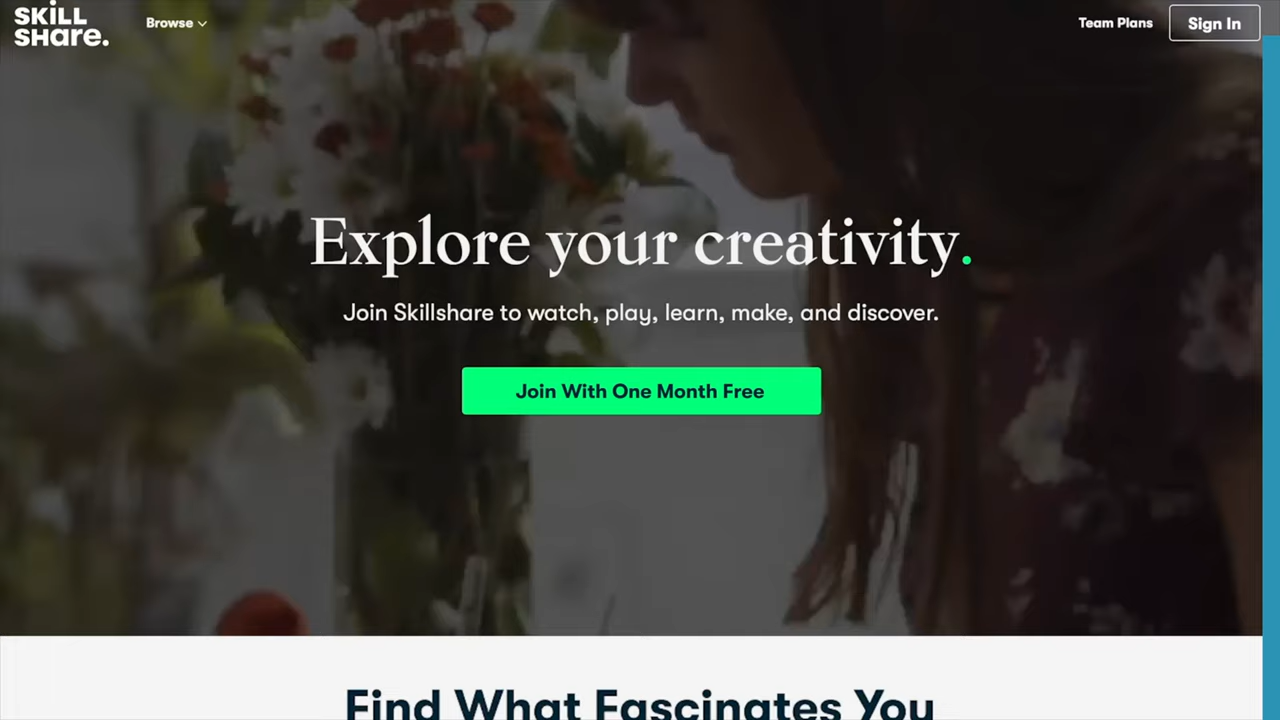 SKILL
SHARE.
Browse
Team Plans
Sign In
Explore your creativity.
Join Skillshare to watch, play, learn, make, and discover.
Join With One Month Free
Find What Fascinates You